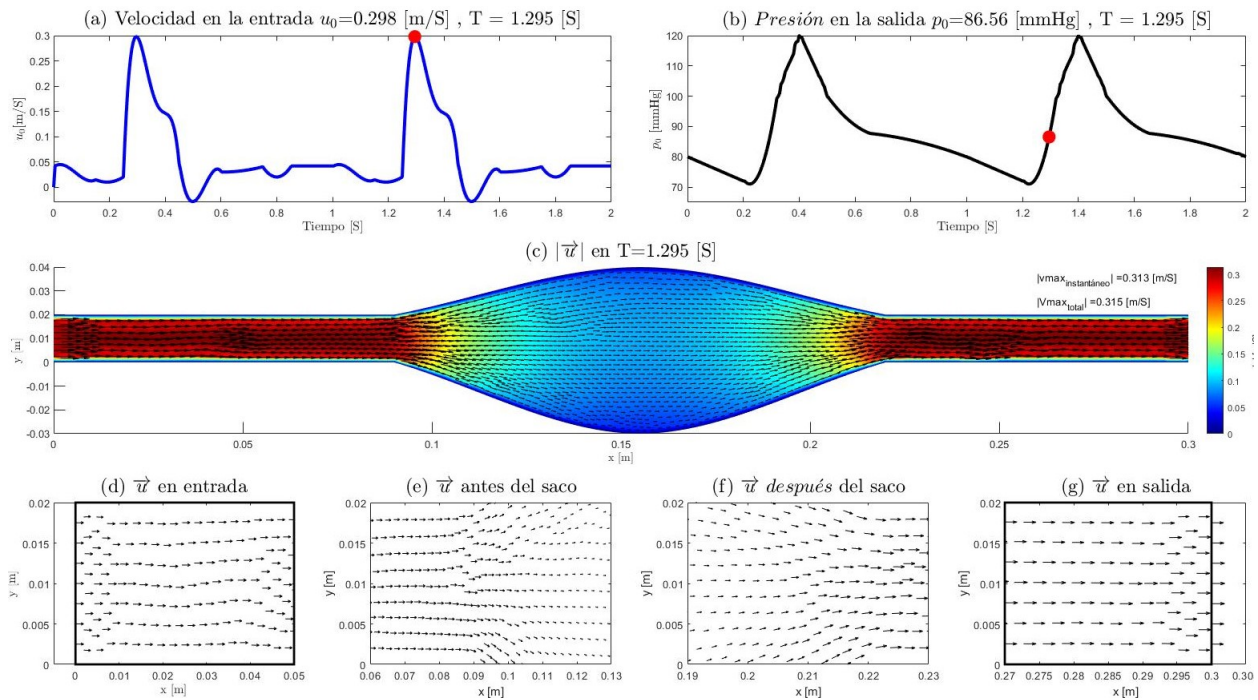 (a) Velocidad en la entrada u₀=0.298 [m/S] , T = 1.295 [S]
0.3
0.25
0.2
0.15
0.1
0.05
0
u₀[m/S]
0 0.2 0.4 0.6 0.8 1 1.2 1.4 1.6 1.8 2
Tiempo [S]
(b) Presión en la salida p₀=86.56 [mmHg] , T = 1.295 [S]
120
110
100
90
80
70
p₀ [mmHg]
0 0.2 0.4 0.6 0.8 1 1.2 1.4 1.6 1.8 2
Tiempo [S]
(c) |u⃗| en T=1.295 [S]
0.04
0.03
0.02
0.01
0
-0.01
-0.02
-0.03
y [m]
0 0.05 0.1 0.15 0.2 0.25 0.3
x [m]
|vmax_instantáneo| =0.313 [m/S]
|Vmax_total| =0.315 [m/S]
0.3
0.25
0.2
0.15
0.1
0.05
0
(d) u⃗ en entrada
0.02
0.015
0.01
0.005
0
y [m]
0 0.01 0.02 0.03 0.04 0.05
x [m]
(e) u⃗ antes del saco
0.02
0.015
0.01
0.005
0
y [m]
0.06 0.07 0.08 0.09 0.1 0.11 0.12 0.13
x [m]
(f) u⃗ después del saco
0.02
0.015
0.01
0.005
0
y [m]
0.19 0.2 0.21 0.22 0.23
x [m]
(g) u⃗ en salida
0.02
0.015
0.01
0.005
0
y [m]
0.27 0.275 0.28 0.285 0.29 0.295 0.3 0.305
x [m]